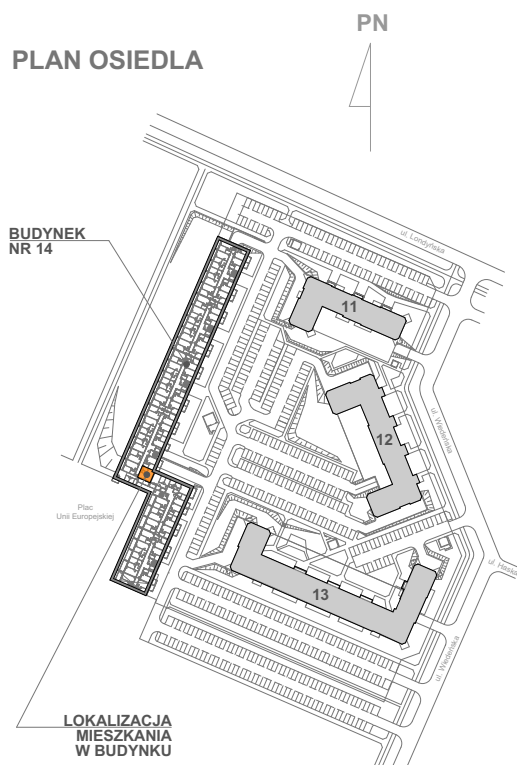 PN
PLAN OSIEDLA
ul. Londyńska
BUDYNEK
NR 14
11
ul. Wiedeńska
12
Plac
Unii Europejskiej
ul. Haska
13
ul. Wiedeńska
LOKALIZACJA
MIESZKANIA
W BUDYNKU